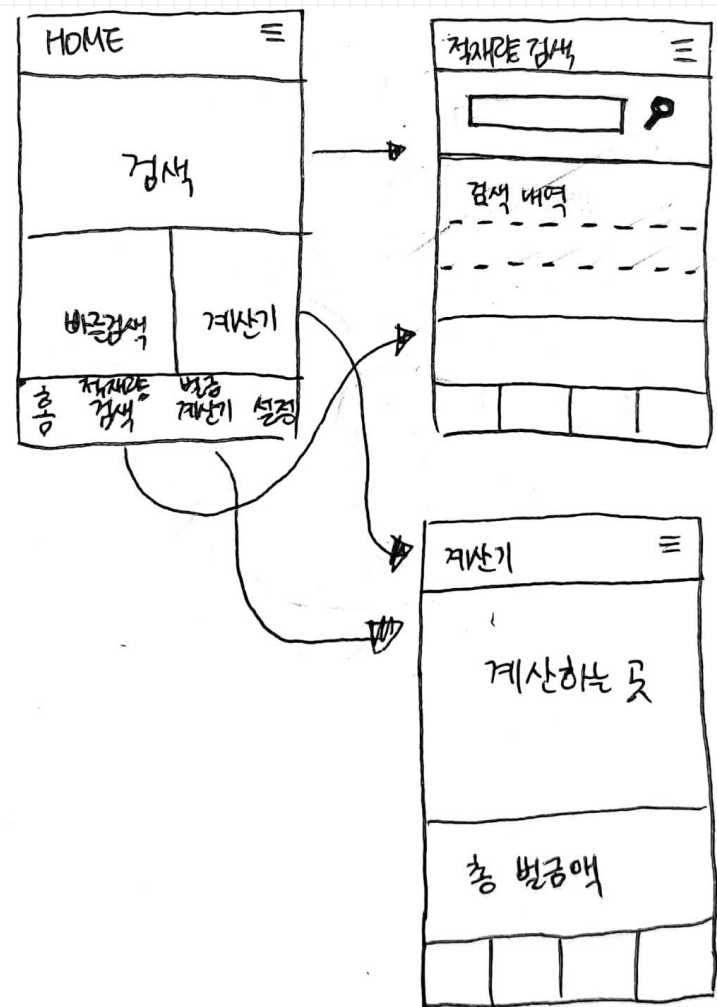 HOME
검색
바로검색
계산기
홈
적재량
검색
벌금
계산기
설정
적재량 검색
검색 내역
계산기
계산하는 곳
총 벌금액